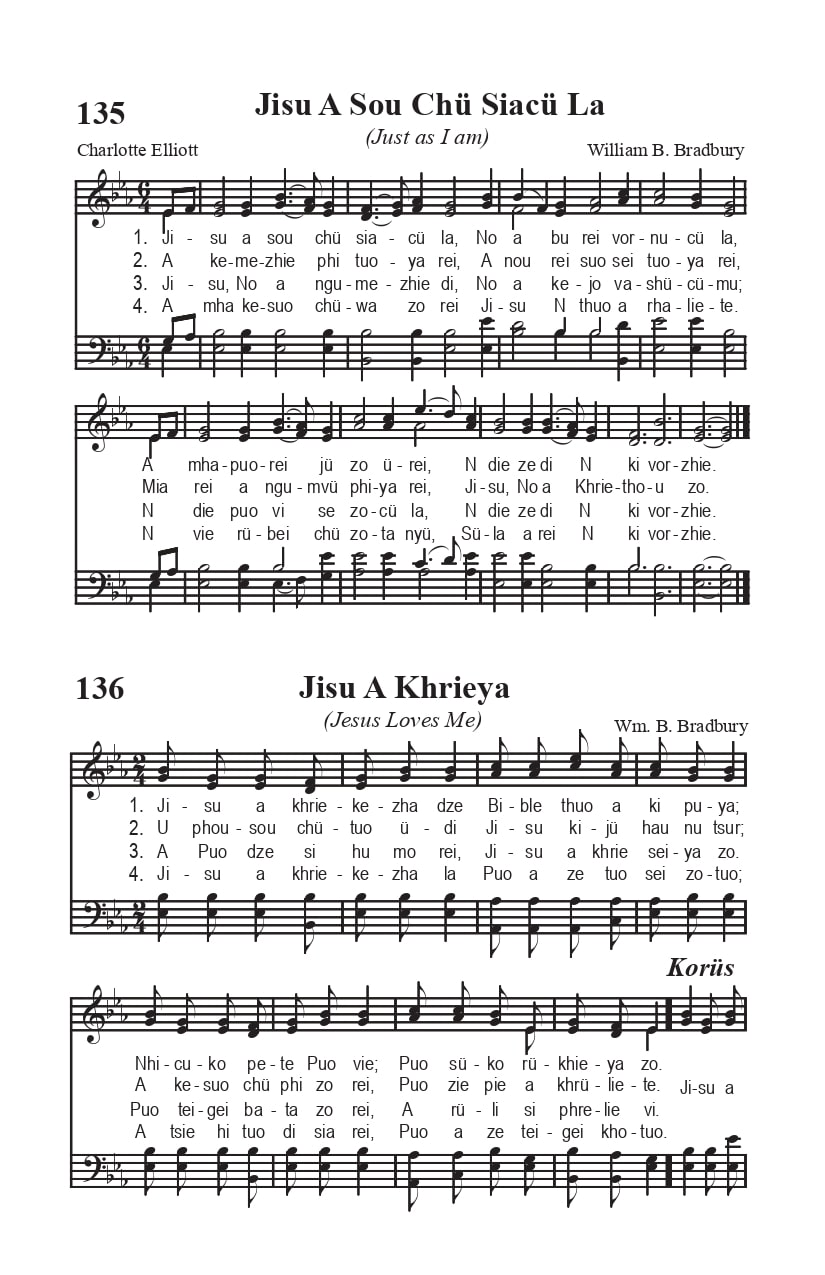 135
Jisu A Sou Chü Siacü La
(Just as I am)
Charlotte Elliott William B. Bradbury
6
4
1. Ji - su a sou chü sia - cü la, No a bu rei vor - nu - cü la,
2. A ke - me - zhie phi tuo - ya rei, A nou rei suo sei tuo - ya rei,
3. Ji - su, No a ngu - me - zhie di, No a ke - jo va - shü - cü - mu;
4. A mha ke - suo chü - wa zo rei Ji - su N thuo a rha - lie - te.
6
4
A mha - puo - rei jü zo ü - rei, N die ze di N ki vor - zhie.
Mia rei a ngu - mvü phi - ya rei, Ji - su, No a Khrie - tho - u zo.
N die puo vi se zo - cü la, N die ze di N ki vor - zhie.
N vie rü - bei chü zo - ta nyü, Sü - la a rei N ki vor - zhie.
136
Jisu A Khrieya
(Jesus Loves Me)
Wm. B. Bradbury
2
4
1. Ji - su a khrie - ke - zha dze Bi - ble thuo a ki pu - ya;
2. U phou - sou chü - tuo ü - di Ji - su ki - jü hau nu tsur;
3. A Puo dze si hu mo rei, Ji - su a khrie sei - ya zo.
4. Ji - su a khrie - ke - zha la Puo a ze tuo sei zo - tuo;
2
4
Korüs
Nhi - cu - ko pe - te Puo vie; Puo sü - ko rü - khie - ya zo.
A ke - suo chü phi zo rei, Puo zie pie a khrü - lie - te. Ji - su a
Puo tei - gei ba - ta zo rei, A rü - li si phre - lie vi.
A tsie hi tuo di sia rei, Puo a ze tei - gei kho - tuo.